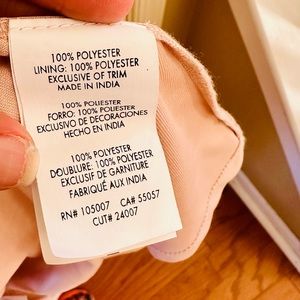 100% POLYESTER
LINING: 100% POLYESTER
EXCLUSIVE OF TRIM
MADE IN INDIA
100% POLIESTER
FORRO: 100% POLIESTER
EXCLUSIVO DE DECORACIONES
HECHO EN INDIA
100% POLYESTER
DOUBLURE: 100% POLYESTER
EXCLUSIF DE GARNITURE
FABRIQUÉ AUX INDIA
RN# 105007 CA# 55057
CUT# 24007